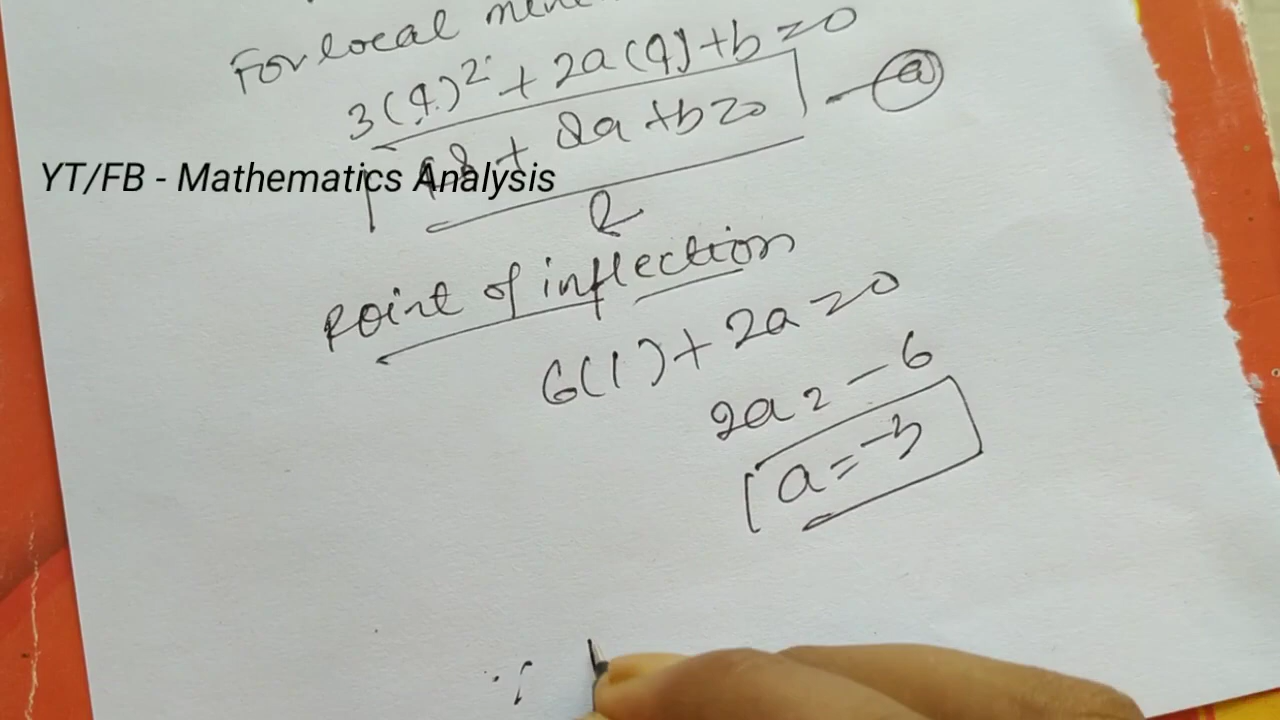 For local
3(4)² + 2a(4) + b = 0
48 + 8a + b = 0 — (a)
YT/FB - Mathematics Analysis
&
Point of inflection
6(1) + 2a = 0
2a = -6
a = -3